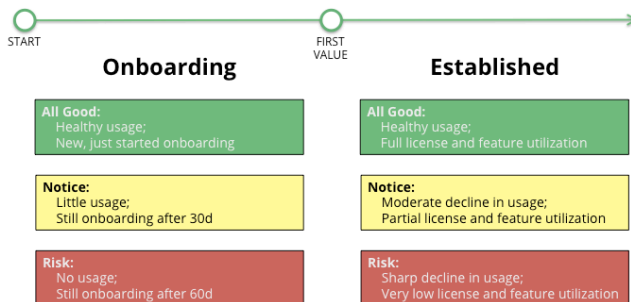 START
FIRST
VALUE
Onboarding
Established
All Good:
Healthy usage;
New, just started onboarding
All Good:
Healthy usage;
Full license and feature utilization
Notice:
Little usage;
Still onboarding after 30d
Notice:
Moderate decline in usage;
Partial license and feature utilization
Risk:
No usage;
Still onboarding after 60d
Risk:
Sharp decline in usage;
Very low license and feature utilization